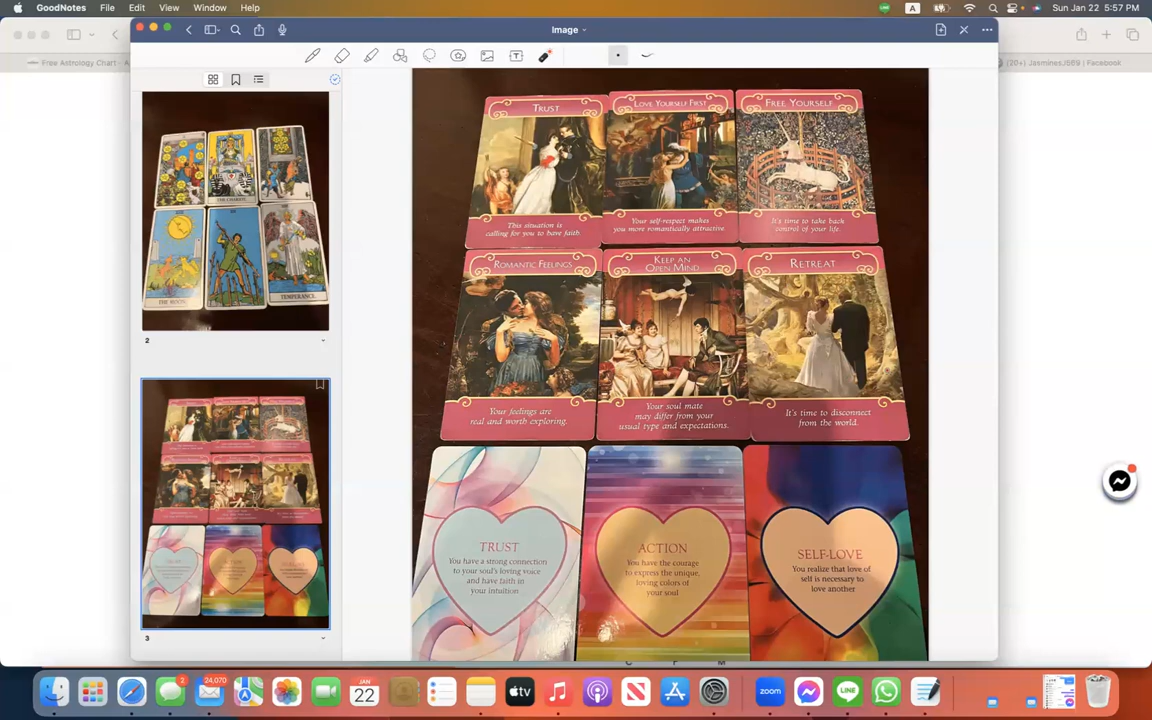 GoodNotes File Edit View Window Help
A
Sun Jan 22 5:57 PM
Image
Free Astrology Chart - A
(20+) JasminesJ569 | Facebook
THE CHARIOT.
THE MOON.
TEMPERANCE.
2
3
TRUST
This situation is
calling for you to have faith.
LOVE YOURSELF FIRST
Your self-respect makes
you more romantically attractive.
FREE YOURSELF
It's time to take back
control of your life.
ROMANTIC FEELINGS
Your feelings are
real and worth exploring.
KEEP AN
OPEN MIND
Your soul mate
may differ from your
usual type and expectations.
RETREAT
It's time to disconnect
from the world.
TRUST
You have a strong connection
to your soul's loving voice
and have faith in
your intuition
ACTION
You have the courage
to express the unique,
loving colors of
your soul
SELF-LOVE
You realize that love of
self is necessary to
love another
2
24,070
JAN
22
tv
zoom
LINE